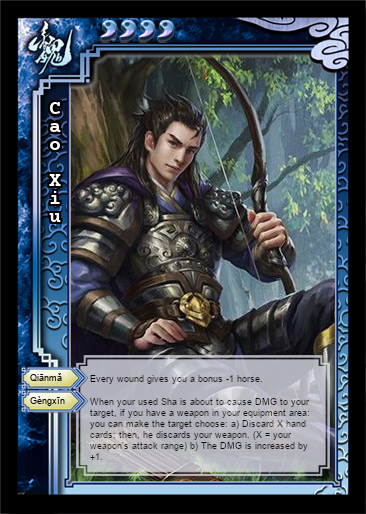 魏
Cao Xiu
Qiānmǎ
Every wound gives you a bonus -1 horse.
Gèngxīn
When your used Sha is about to cause DMG to your
target, if you have a weapon in your equipment area:
you can make the target choose: a) Discard X hand
cards; then, he discards your weapon. (X = your
weapon's attack range) b) The DMG is increased by
+1.